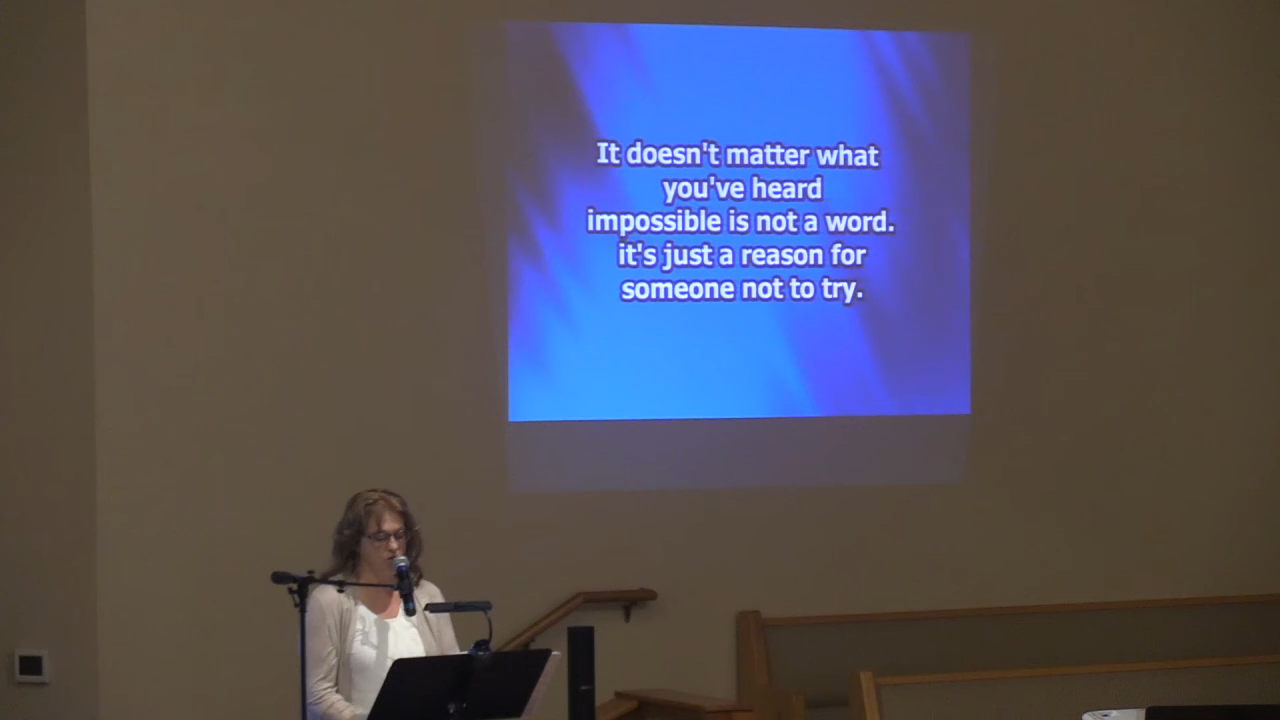 It doesn't matter what
you've heard
impossible is not a word.
it's just a reason for
someone not to try.